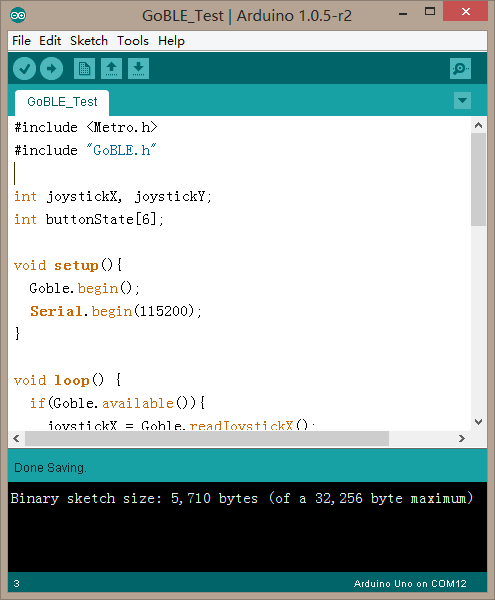 GoBLE_Test | Arduino 1.0.5-r2
File Edit Sketch Tools Help
GoBLE_Test
#include <Metro.h>
#include "GoBLE.h"
int joystickX, joystickY;
int buttonState[6];
void setup(){
Goble.begin();
Serial.begin(115200);
}
void loop() {
if(Goble.available()){
joystickX = Goble.readJoystickX();
Done Saving.
Binary sketch size: 5,710 bytes (of a 32,256 byte maximum)
3
Arduino Uno on COM12